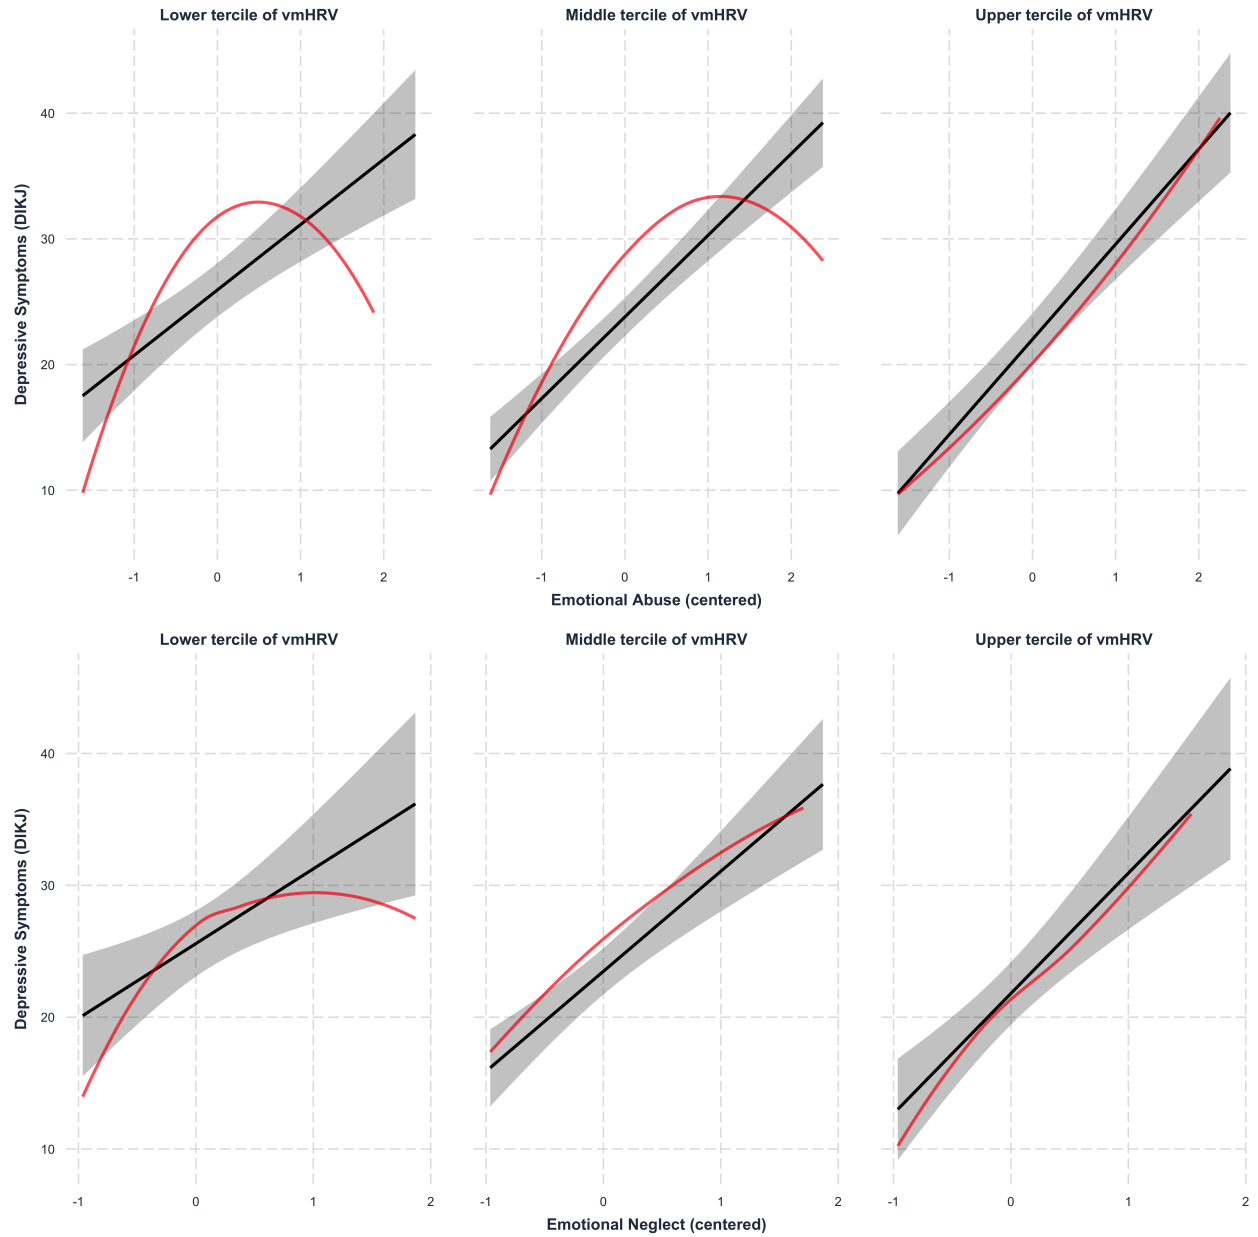 Lower tercile of vmHRV Middle tercile of vmHRV Upper tercile of vmHRV
Depressive Symptoms (DIKJ)
40
30
20
10
-1 0 1 2 -1 0 1 2 -1 0 1 2
Emotional Abuse (centered)
Lower tercile of vmHRV Middle tercile of vmHRV Upper tercile of vmHRV
Depressive Symptoms (DIKJ)
40
30
20
10
-1 0 1 2 -1 0 1 2 -1 0 1 2
Emotional Neglect (centered)